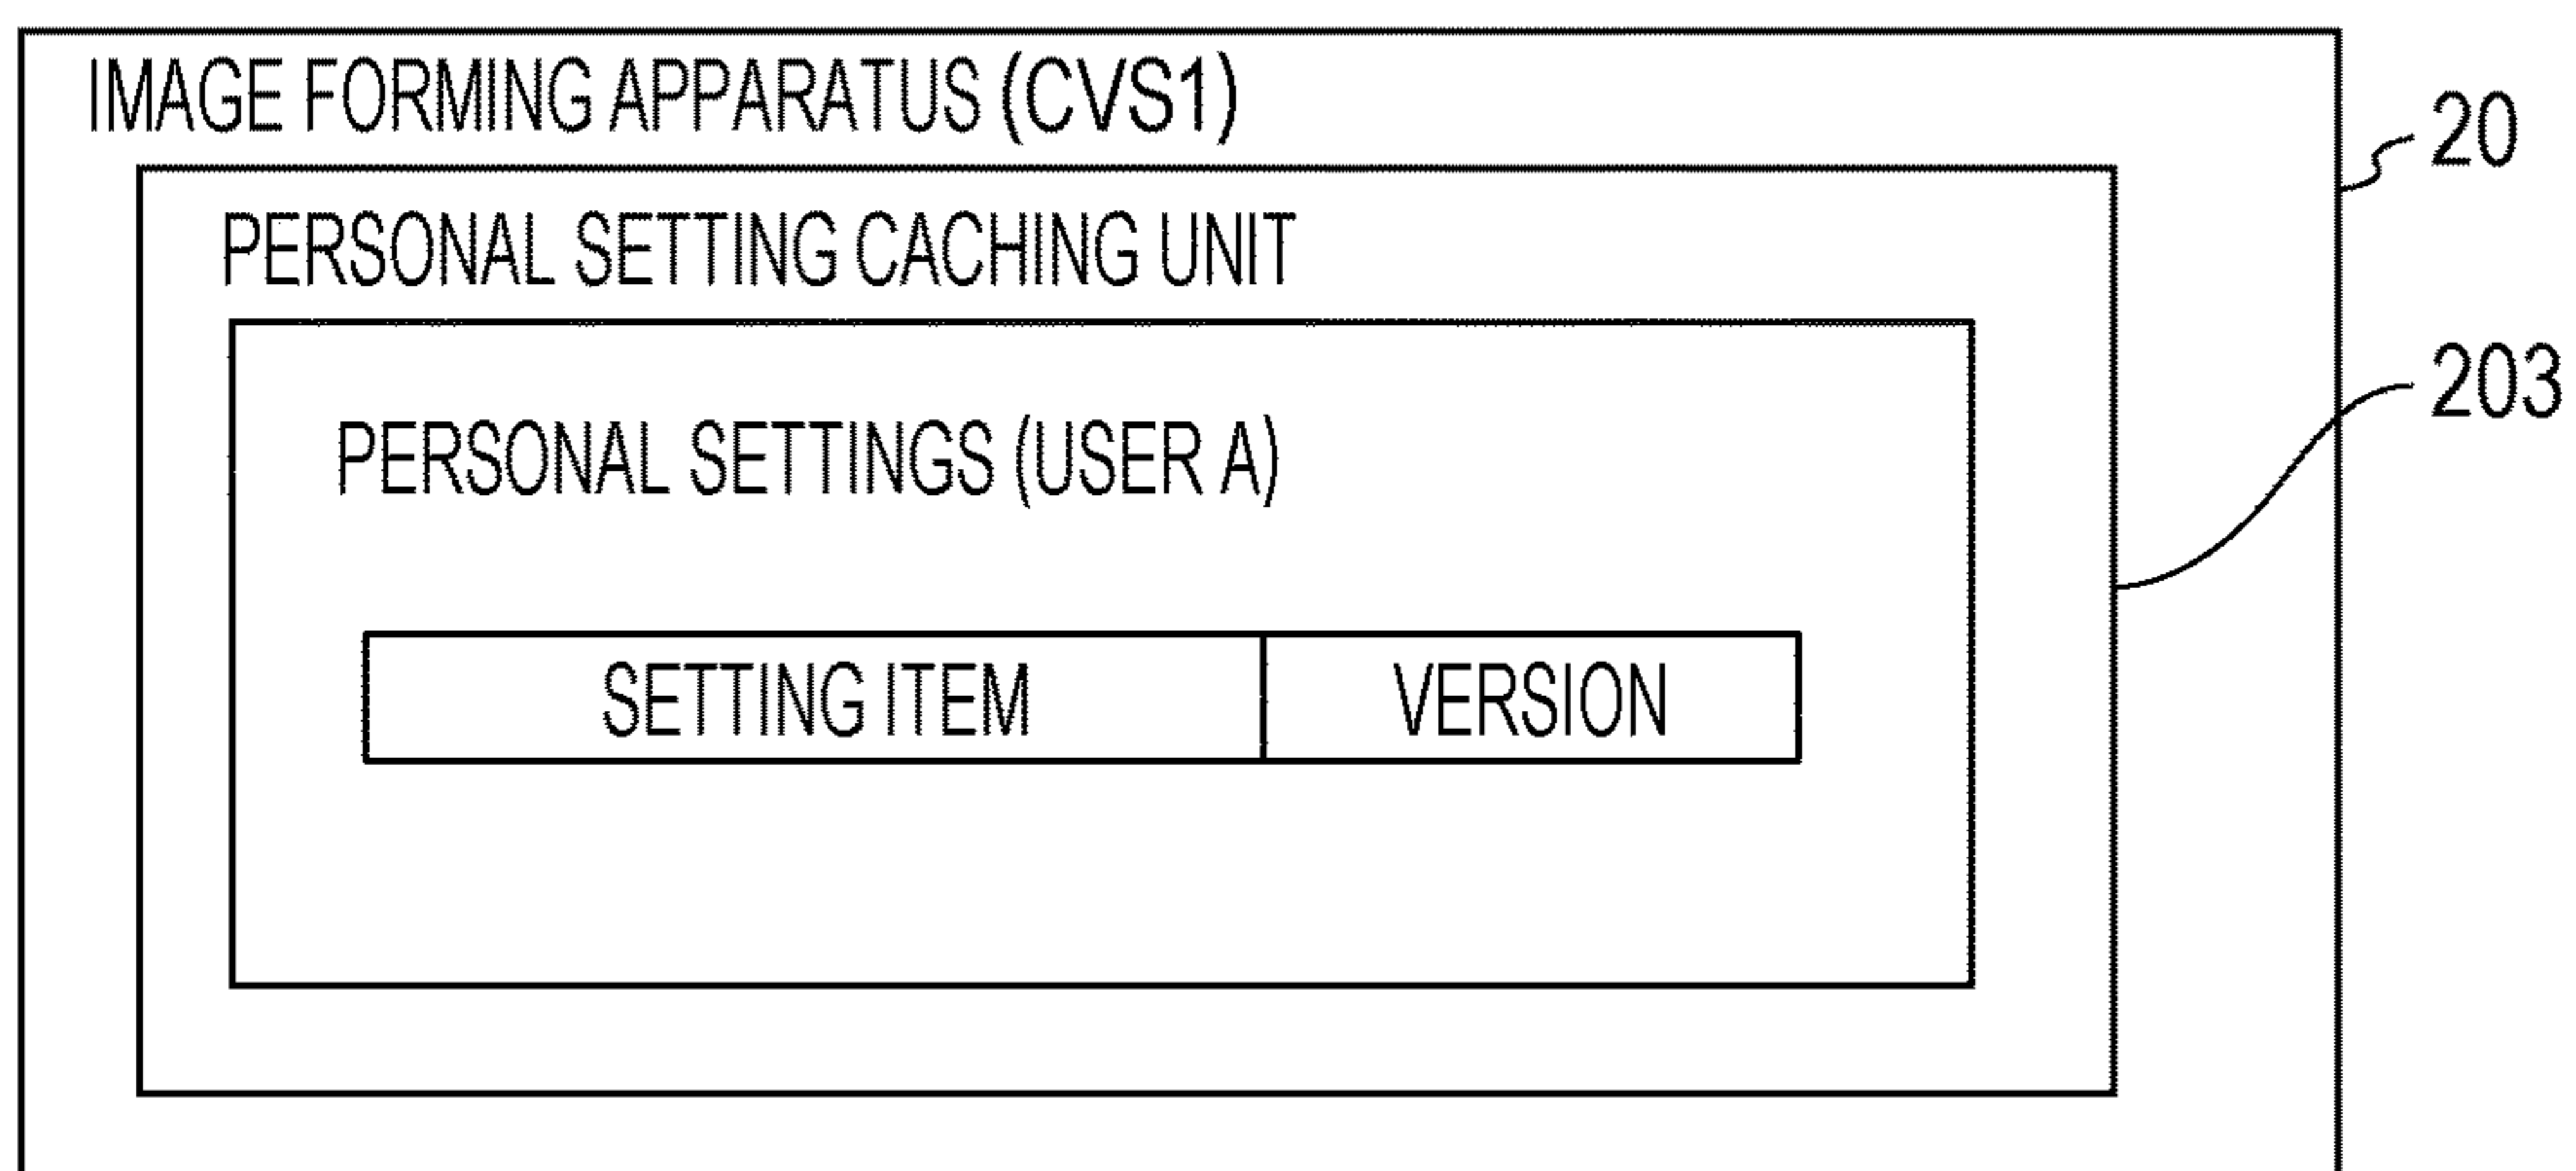 IMAGE FORMING APPARATUS (CVS1)
20
PERSONAL SETTING CACHING UNIT
203
PERSONAL SETTINGS (USER A)
SETTING ITEM VERSION